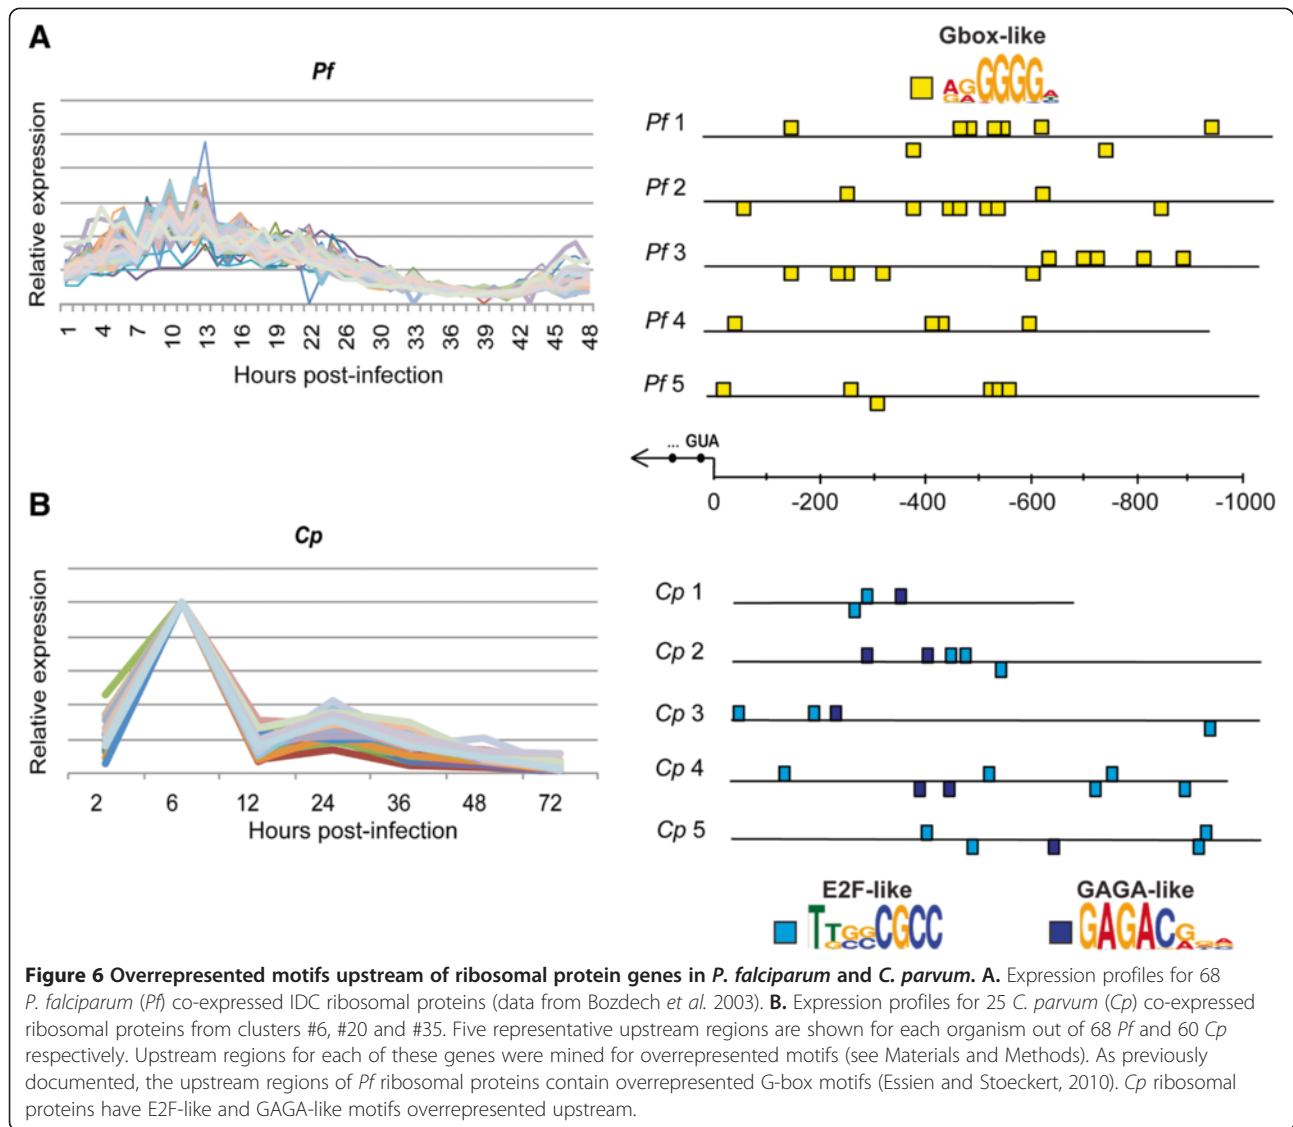 A
Pf
Relative expression
1 4 7 10 13 16 19 22 26 30 33 36 39 42 45 48
Hours post-infection
Gbox-like
Pf 1
Pf 2
Pf 3
Pf 4
Pf 5
... GUA
0 -200 -400 -600 -800 -1000
B
Cp
Relative expression
2 6 12 24 36 48 72
Hours post-infection
Cp 1
Cp 2
Cp 3
Cp 4
Cp 5
E2F-like
GAGA-like
Figure 6 Overrepresented motifs upstream of ribosomal protein genes in P. falciparum and C. parvum. A. Expression profiles for 68
P. falciparum (Pf) co-expressed IDC ribosomal proteins (data from Bozdech et al. 2003). B. Expression profiles for 25 C. parvum (Cp) co-expressed
ribosomal proteins from clusters #6, #20 and #35. Five representative upstream regions are shown for each organism out of 68 Pf and 60 Cp
respectively. Upstream regions for each of these genes were mined for overrepresented motifs (see Materials and Methods). As previously
documented, the upstream regions of Pf ribosomal proteins contain overrepresented G-box motifs (Essien and Stoeckert, 2010). Cp ribosomal
proteins have E2F-like and GAGA-like motifs overrepresented upstream.